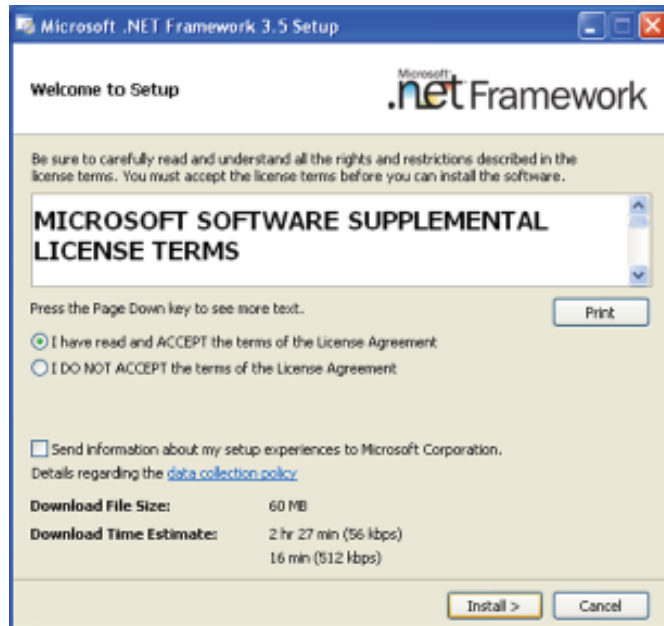 Microsoft .NET Framework 3.5 Setup
Welcome to Setup
Microsoft
.net Framework
Be sure to carefully read and understand all the rights and restrictions described in the
license terms. You must accept the license terms before you can install the software.
MICROSOFT SOFTWARE SUPPLEMENTAL
LICENSE TERMS
Press the Page Down key to see more text.
Print
I have read and ACCEPT the terms of the License Agreement
I DO NOT ACCEPT the terms of the License Agreement
Send information about my setup experiences to Microsoft Corporation.
Details regarding the data collection policy
Download File Size: 60 MB
Download Time Estimate: 2 hr 27 min (56 kbps)
16 min (512 kbps)
Install > Cancel